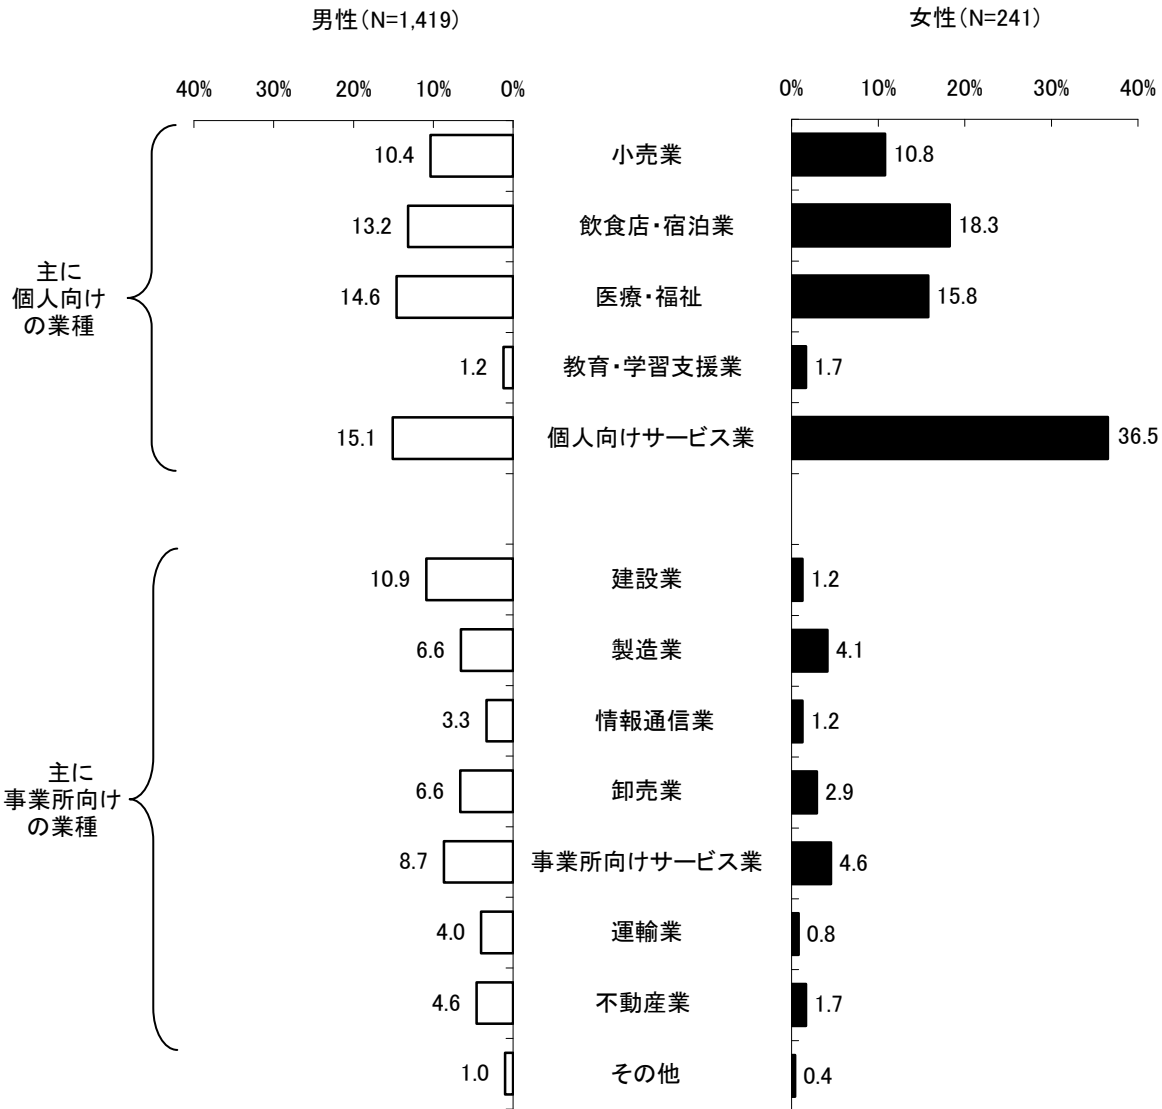 男性(N=1,419)
女性(N=241)
40% 30% 20% 10% 0%
0% 10% 20% 30% 40%
主に
個人向け
の業種
10.4 小売業 10.8
13.2 飲食店・宿泊業 18.3
14.6 医療・福祉 15.8
1.2 教育・学習支援業 1.7
15.1 個人向けサービス業 36.5
主に
事業所向け
の業種
10.9 建設業 1.2
6.6 製造業 4.1
3.3 情報通信業 1.2
6.6 卸売業 2.9
8.7 事業所向けサービス業 4.6
4.0 運輸業 0.8
4.6 不動産業 1.7
1.0 その他 0.4